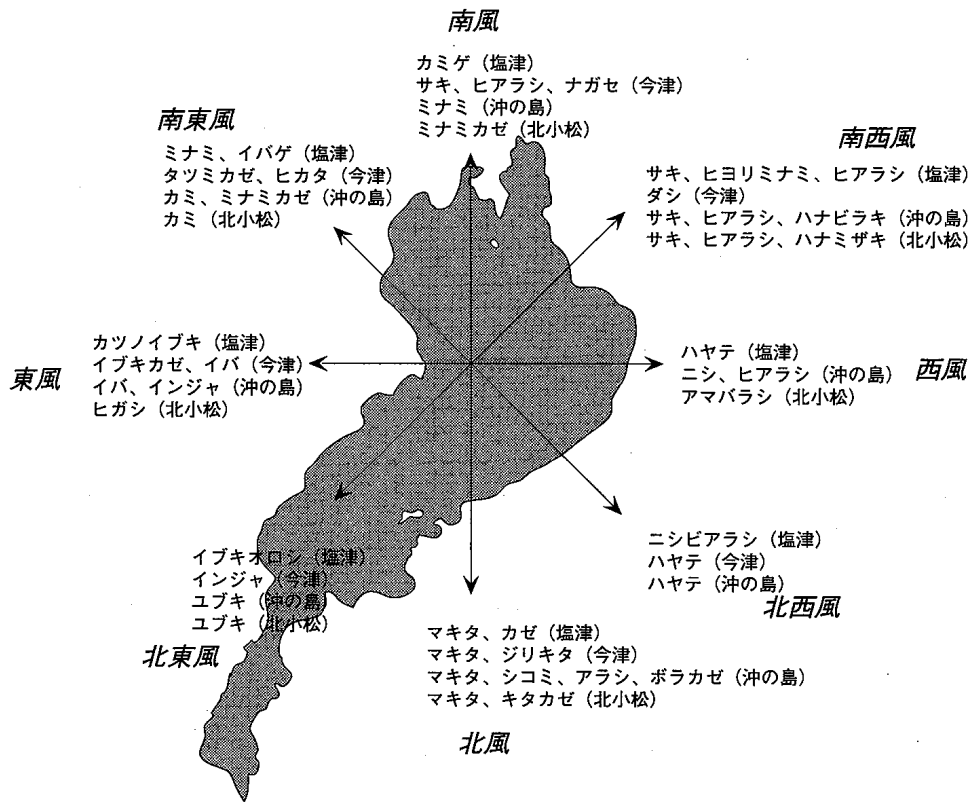 南風
カミゲ（塩津）
サキ、ヒアラシ、ナガセ（今津）
ミナミ（沖の島）
ミナミカゼ（北小松）
南東風
ミナミ、イバゲ（塩津）
タツミカゼ、ヒカタ（今津）
カミ、ミナミカゼ（沖の島）
カミ（北小松）
南西風
サキ、ヒヨリミナミ、ヒアラシ（塩津）
ダシ（今津）
サキ、ヒアラシ、ハナビラキ（沖の島）
サキ、ヒアラシ、ハナミザキ（北小松）
カツノイブキ（塩津）
イブキカゼ、イバ（今津）
イバ、インジャ（沖の島）
ヒガシ（北小松）
東風
ハヤテ（塩津）
ニシ、ヒアラシ（沖の島）
アマバラシ（北小松）
西風
イブキオロシ（塩津）
インジャ（今津）
ユブキ（沖の島）
ユブキ（北小松）
北東風
ニシビアラシ（塩津）
ハヤテ（今津）
ハヤテ（沖の島）
北西風
マキタ、カゼ（塩津）
マキタ、ジリキタ（今津）
マキタ、シコミ、アラシ、ボラカゼ（沖の島）
マキタ、キタカゼ（北小松）
北風